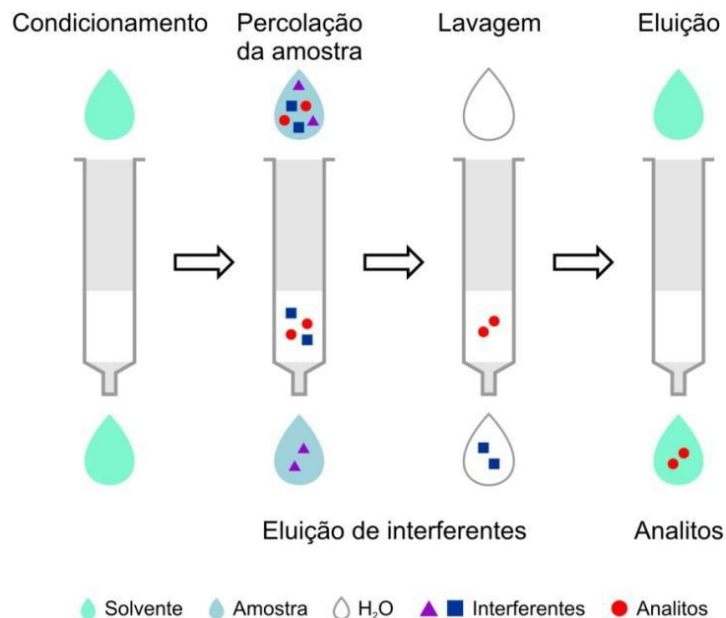 Condicionamento
Percolação
da amostra
Lavagem
Eluição
Eluição de interferentes
Analitos
Solvente
Amostra
H₂O
Interferentes
Analitos